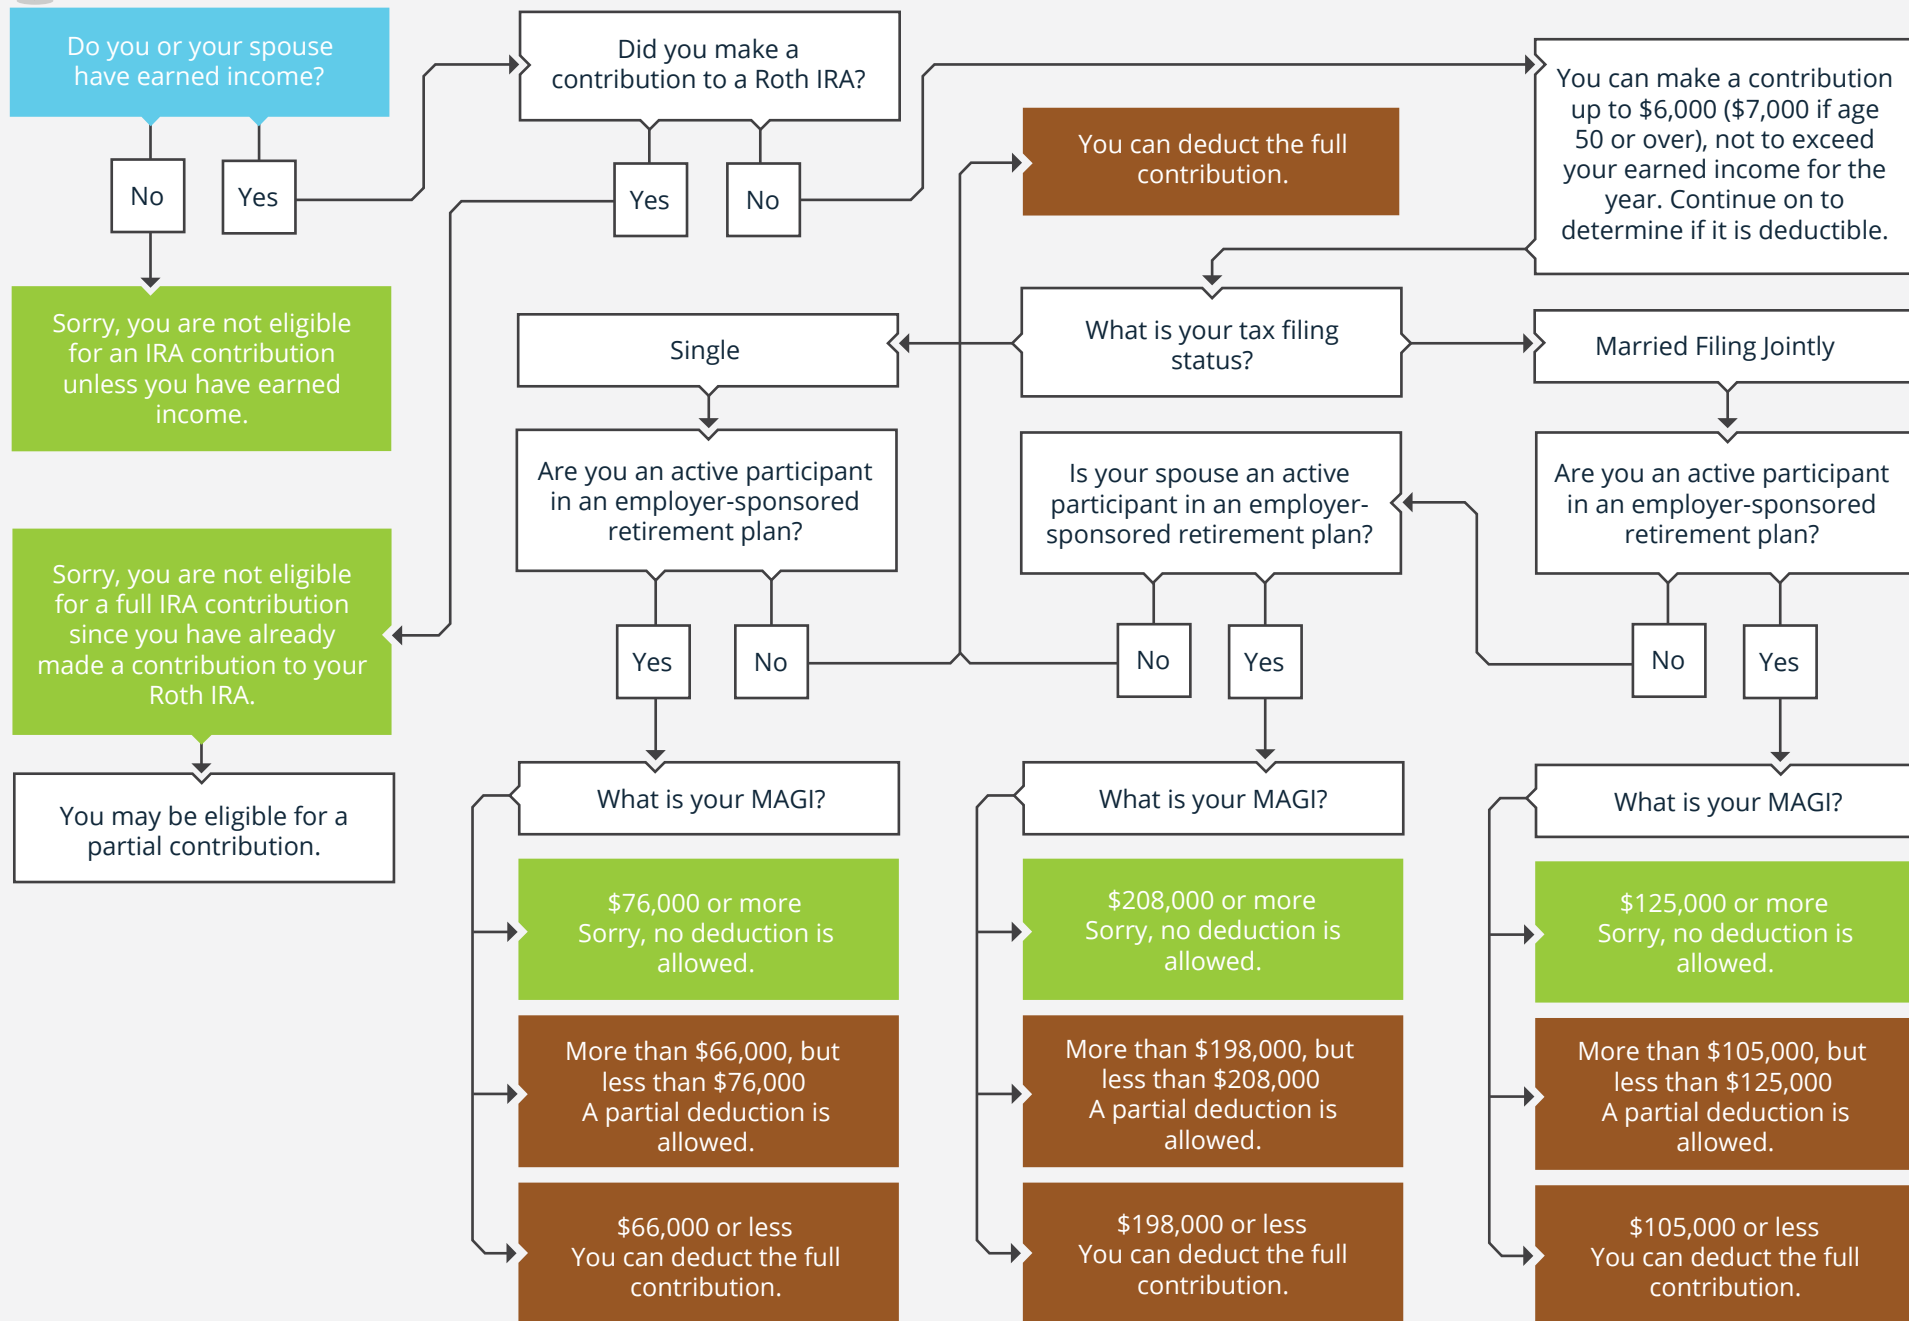 Do you or your spouse
have earned income?
No
Yes
Sorry, you are not eligible
for an IRA contribution
unless you have earned
income.
Did you make a
contribution to a Roth IRA?
Yes
No
Sorry, you are not eligible
for a full IRA contribution
since you have already
made a contribution to your
Roth IRA.
You may be eligible for a
partial contribution.
You can make a contribution
up to $6,000 ($7,000 if age
50 or over), not to exceed
your earned income for the
year. Continue on to
determine if it is deductible.
You can deduct the full
contribution.
What is your tax filing
status?
Single
Married Filing Jointly
Are you an active participant
in an employer-sponsored
retirement plan?
Yes
No
Is your spouse an active
participant in an employer-
sponsored retirement plan?
No
Yes
Are you an active participant
in an employer-sponsored
retirement plan?
No
Yes
What is your MAGI?
$76,000 or more
Sorry, no deduction is
allowed.
More than $66,000, but
less than $76,000
A partial deduction is
allowed.
$66,000 or less
You can deduct the full
contribution.
What is your MAGI?
$208,000 or more
Sorry, no deduction is
allowed.
More than $198,000, but
less than $208,000
A partial deduction is
allowed.
$198,000 or less
You can deduct the full
contribution.
What is your MAGI?
$125,000 or more
Sorry, no deduction is
allowed.
More than $105,000, but
less than $125,000
A partial deduction is
allowed.
$105,000 or less
You can deduct the full
contribution.